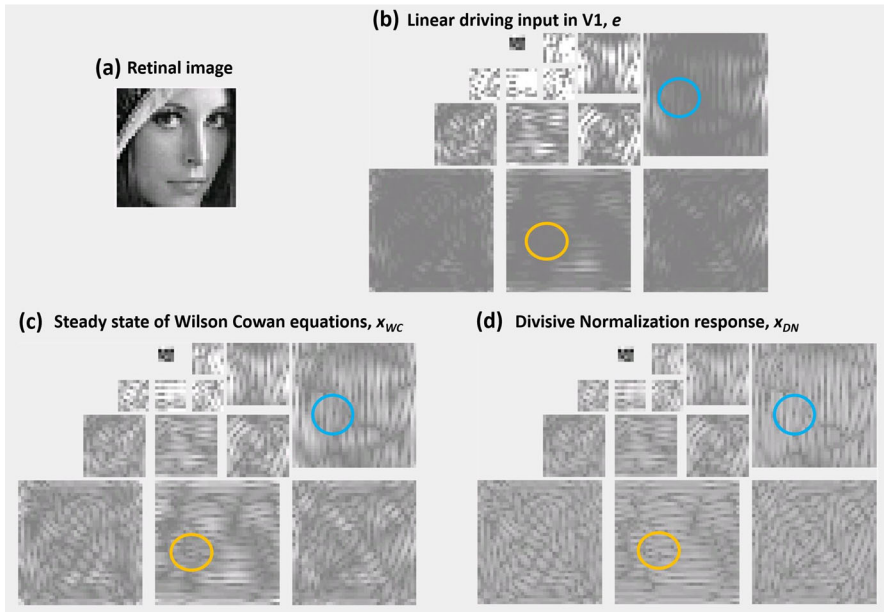 (b) Linear driving input in V1, e
(a) Retinal image
(c) Steady state of Wilson Cowan equations, xWC
(d) Divisive Normalization response, xDN